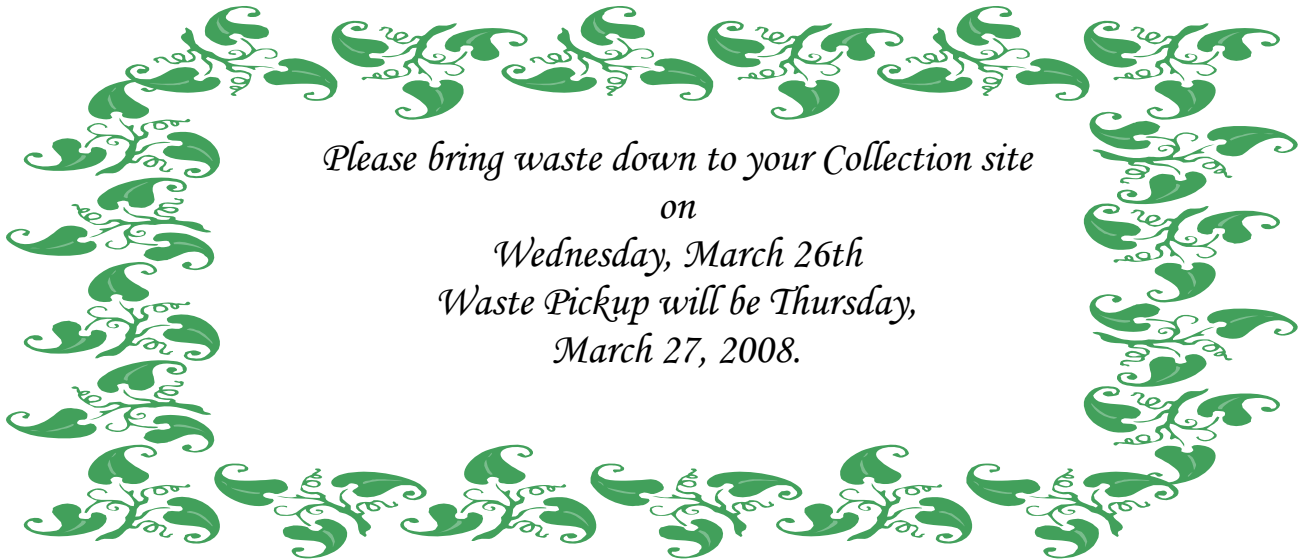 Please bring waste down to your Collection site
on
Wednesday, March 26th
Waste Pickup will be Thursday,
March 27, 2008.